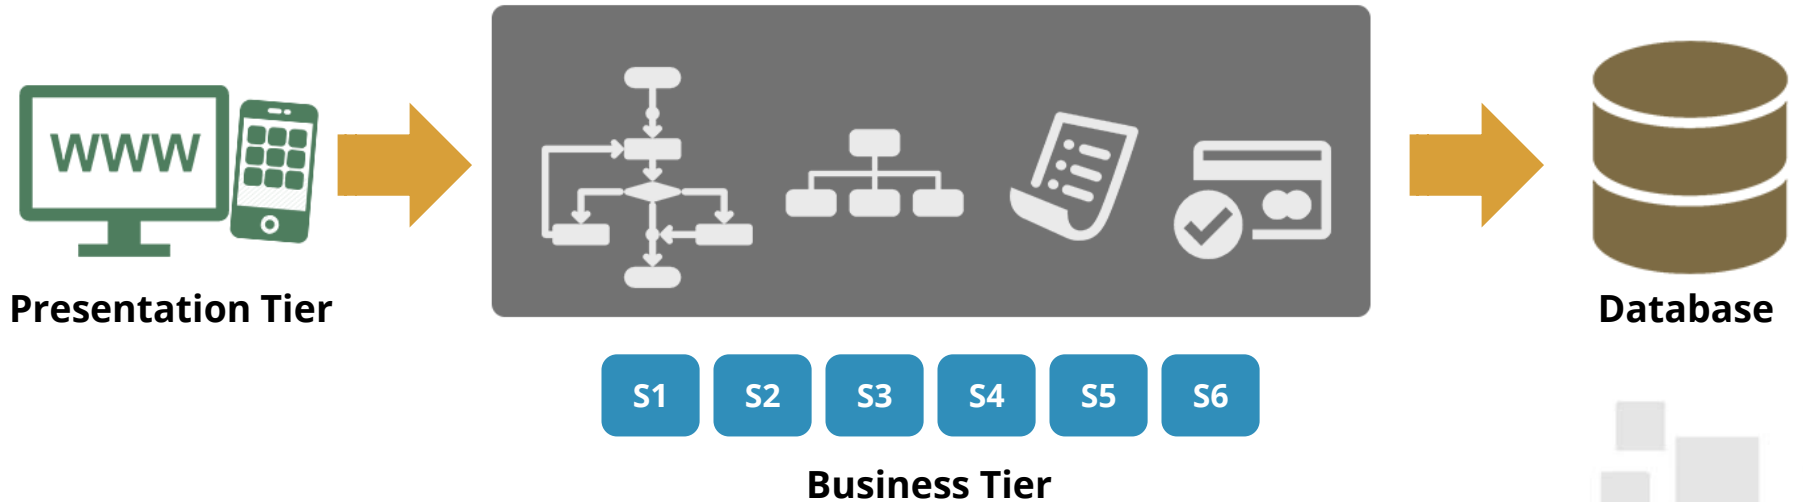 WWW
Presentation Tier
Database
S1 S2 S3 S4 S5 S6
Business Tier